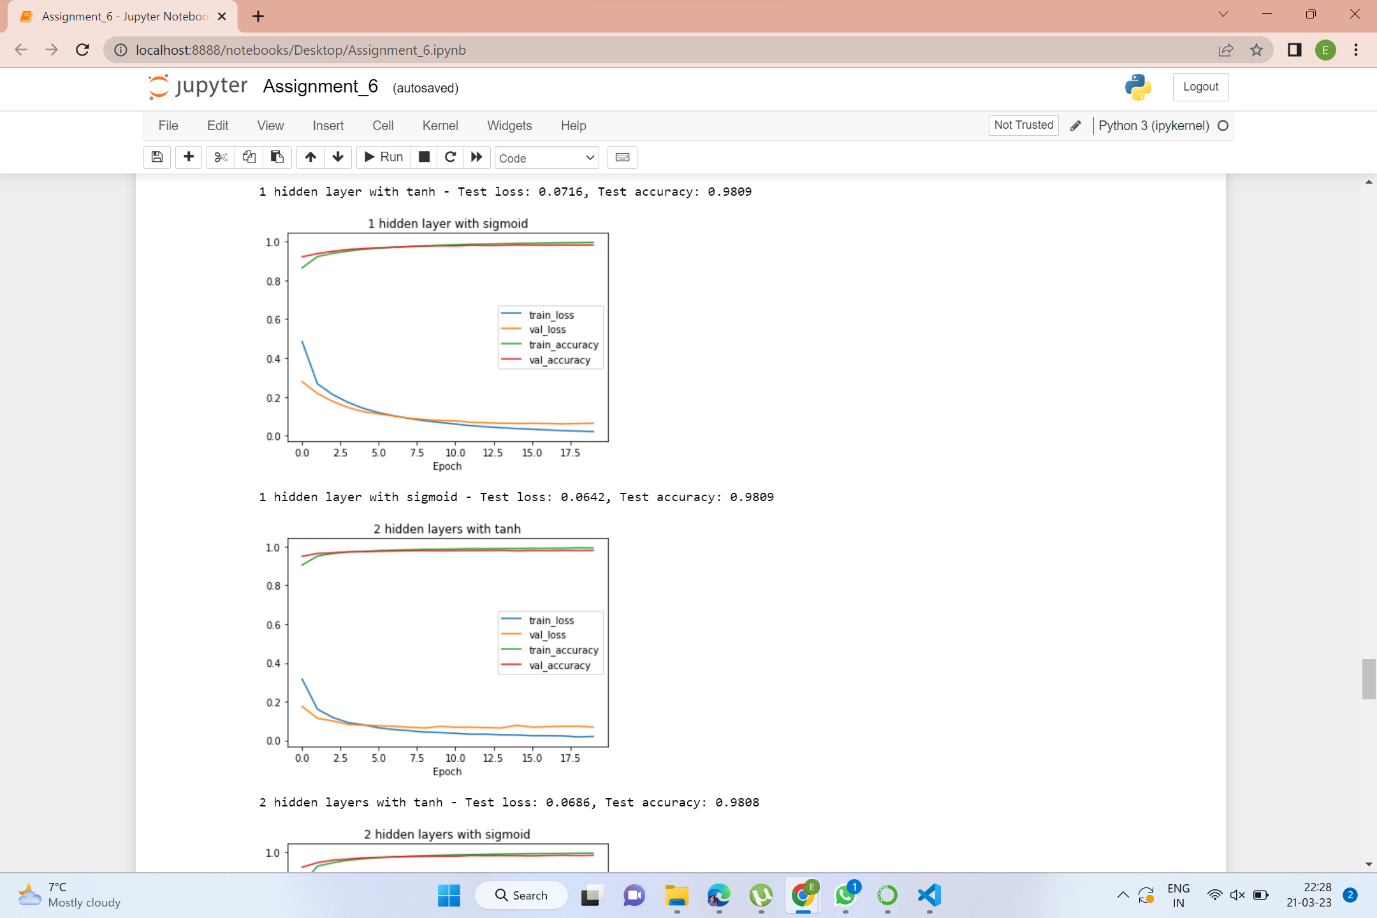 Assignment_6 - Jupyter Noteboo
localhost:8888/notebooks/Desktop/Assignment_6.ipynb
E
jupyter Assignment_6 (autosaved)
Logout
File Edit View Insert Cell Kernel Widgets Help
Not Trusted
Python 3 (ipykernel)
Run
Code
1 hidden layer with tanh - Test loss: 0.0716, Test accuracy: 0.9809
1 hidden layer with sigmoid
1.0
0.8
0.6
0.4
0.2
0.0
train_loss
val_loss
train_accuracy
val_accuracy
0.0 2.5 5.0 7.5 10.0 12.5 15.0 17.5
Epoch
1 hidden layer with sigmoid - Test loss: 0.0642, Test accuracy: 0.9809
2 hidden layers with tanh
1.0
0.8
0.6
0.4
0.2
0.0
train_loss
val_loss
train_accuracy
val_accuracy
0.0 2.5 5.0 7.5 10.0 12.5 15.0 17.5
Epoch
2 hidden layers with tanh - Test loss: 0.0686, Test accuracy: 0.9808
2 hidden layers with sigmoid
1.0
7°C
Mostly cloudy
Search
E
1
ENG
IN
22:28
21-03-23
2